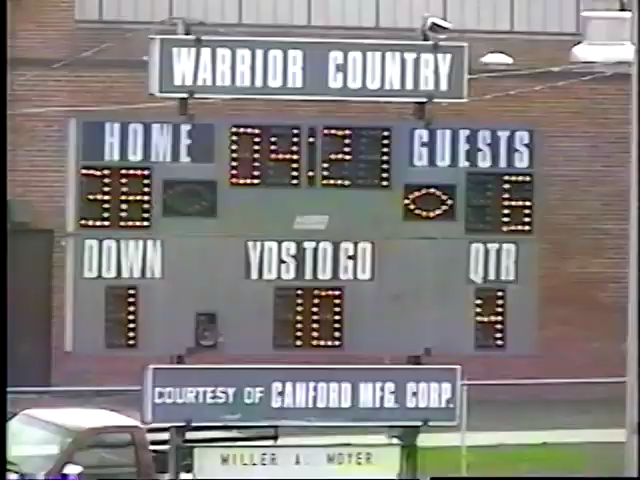 WARRIOR COUNTRY
HOME 04:21 GUESTS
38 6
DOWN YDS TO GO QTR
1 10 4
COURTESY OF CANFORD MFG. CORP.
MILLER A. MOYER